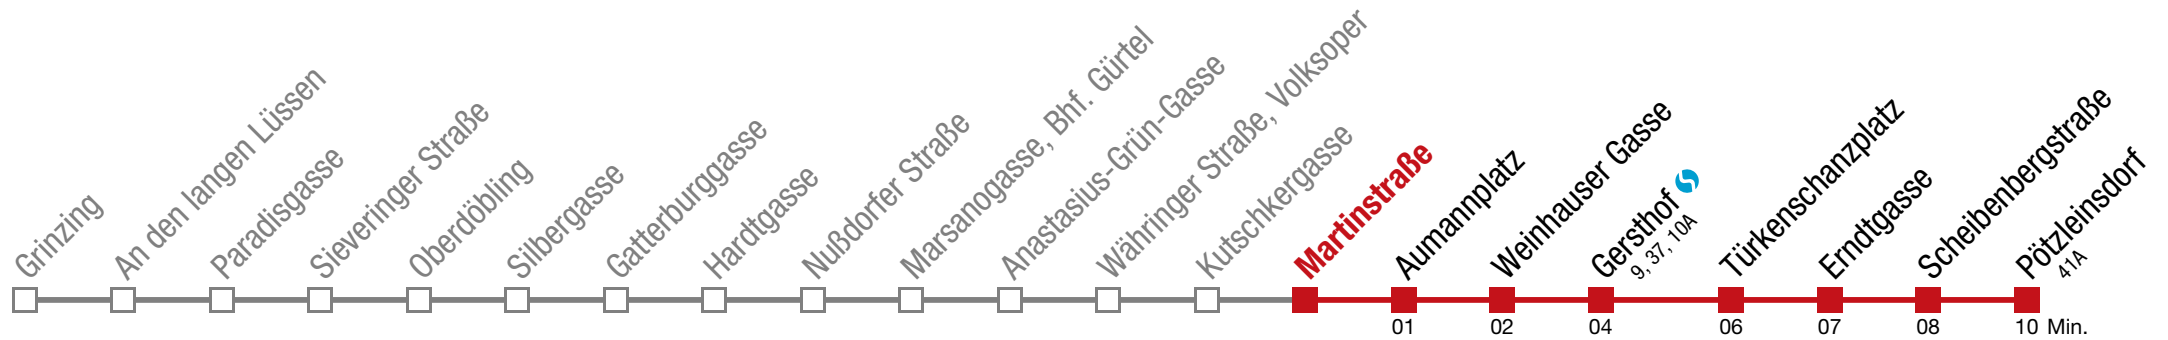 Grinzing
An den langen Lüssen
Paradisgasse
Sieveringer Straße
Oberdöbling
Silbergasse
Gatterburggasse
Hardtgasse
Nußdorfer Straße
Marsanogasse, Bhf. Gürtel
Anastasius-Grün-Gasse
Währinger Straße, Volksoper
Kutschkergasse
Martinstraße
Aumannplatz
Weinhauser Gasse
Gersthof
9, 37, 10A
Türkenschanzplatz
Erndtgasse
Scheibenbergstraße
Pötzleinsdorf
41A
01 02 04 06 07 08 10 Min.